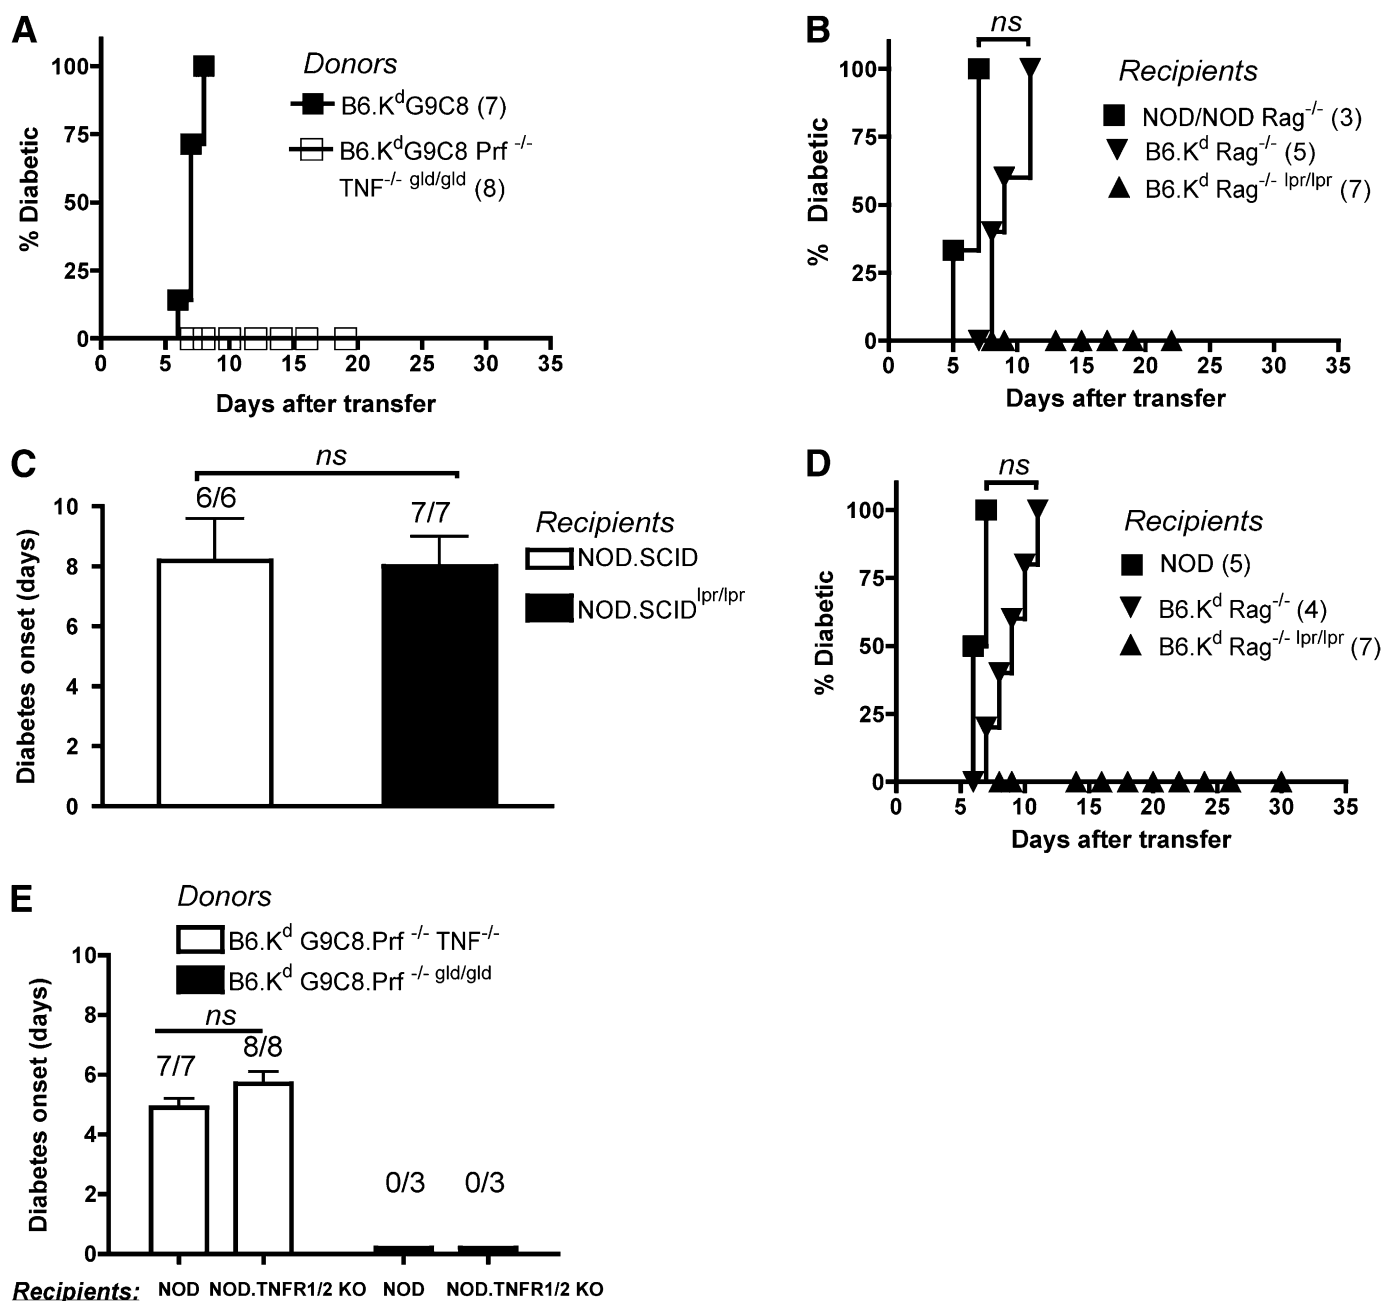 A
Donors
B6.KdG9C8 (7)
B6.KdG9C8 Prf -/-
TNF-/- gld/gld (8)
% Diabetic
100
75
50
25
0
0 5 10 15 20 25 30 35
Days after transfer
B
ns
Recipients
NOD/NOD Rag-/- (3)
B6.Kd Rag-/- (5)
B6.Kd Rag-/- lpr/lpr (7)
% Diabetic
100
75
50
25
0
0 5 10 15 20 25 30 35
Days after transfer
C
ns
6/6
7/7
Recipients
NOD.SCID
NOD.SCIDlpr/lpr
Diabetes onset (days)
10
8
6
4
2
0
D
ns
Recipients
NOD (5)
B6.Kd Rag-/- (4)
B6.Kd Rag-/- lpr/lpr (7)
% Diabetic
100
75
50
25
0
0 5 10 15 20 25 30 35
Days after transfer
E
Donors
B6.Kd G9C8.Prf -/- TNF-/-
B6.Kd G9C8.Prf -/- gld/gld
ns
7/7
8/8
0/3 0/3
Diabetes onset (days)
10
8
6
4
2
0
Recipients: NOD NOD.TNFR1/2 KO NOD NOD.TNFR1/2 KO